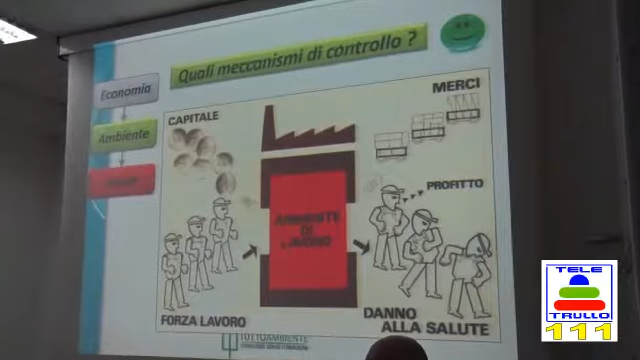 Quali meccanismi di controllo ?
Economia
Ambiente
CAPITALE
MERCI
PROFITTO
AMBIENTE
DI
LAVORO
FORZA LAVORO
DANNO
ALLA SALUTE
TUTTOAMBIENTE
TELE
TRULLO
111